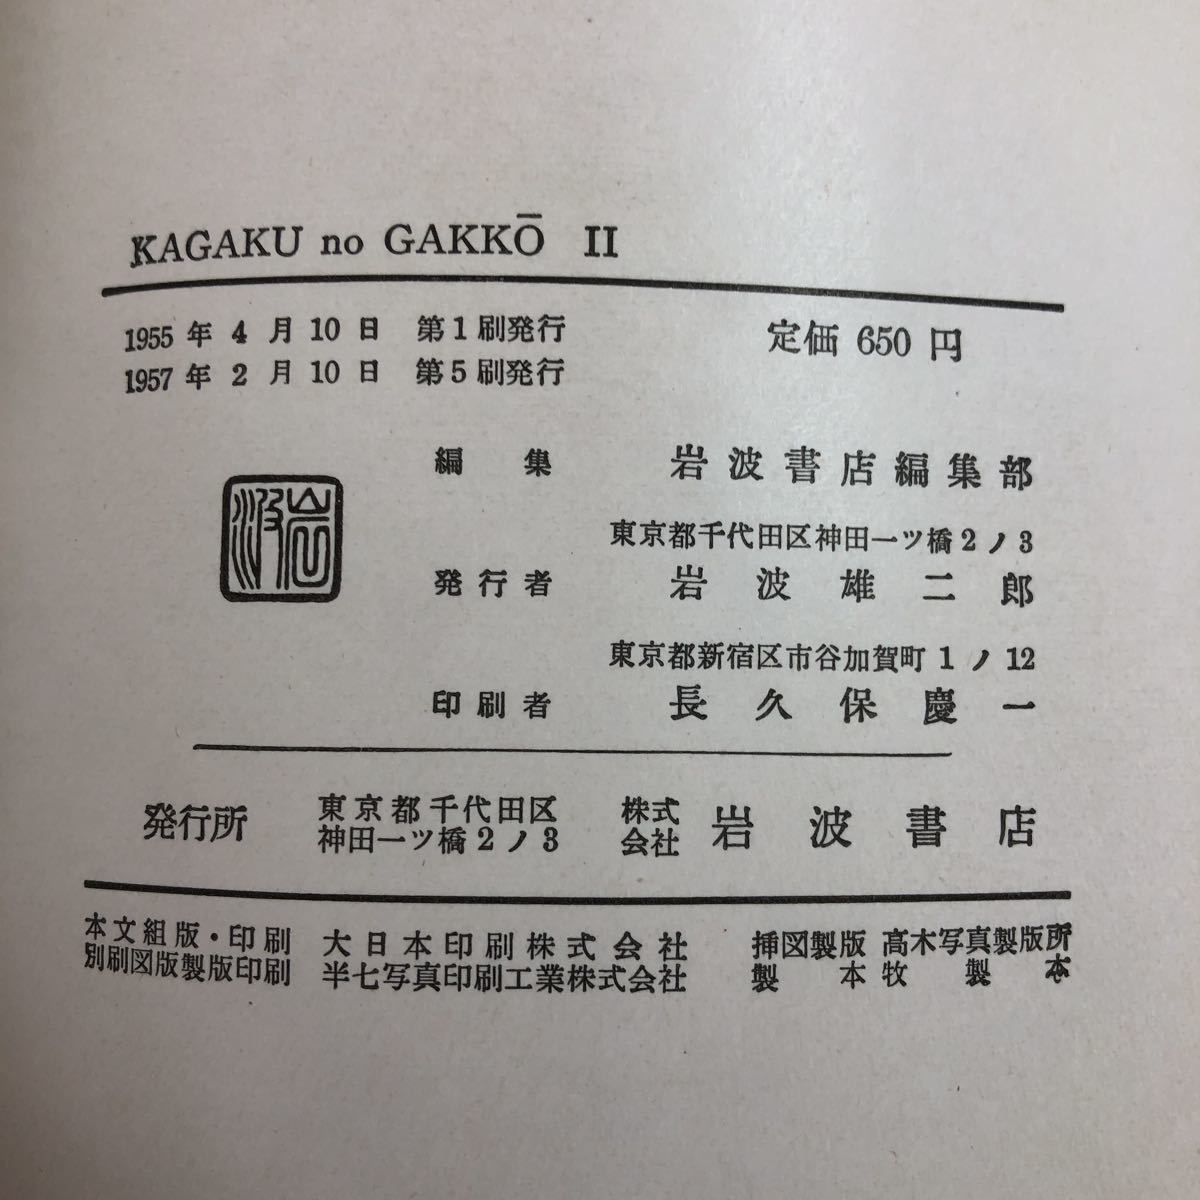 KAGAKU no GAKKŌ II
1955 年 4 月 10 日 第 1 刷発行
1957 年 2 月 10 日 第 5 刷発行
定価 650 円
編集 岩波書店編集部
東京都千代田区神田一ツ橋 2 ノ 3
発行者 岩波雄二郎
東京都新宿区市谷加賀町 1 ノ 12
印刷者 長久保慶一
岩波
発行所 東京都千代田区神田一ツ橋 2 ノ 3 株式会社 岩波書店
本文組版・印刷 大日本印刷株式会社 挿図製版 高木写真製版所
別刷図版製版印刷 半七写真印刷工業株式会社 製本 牧製本